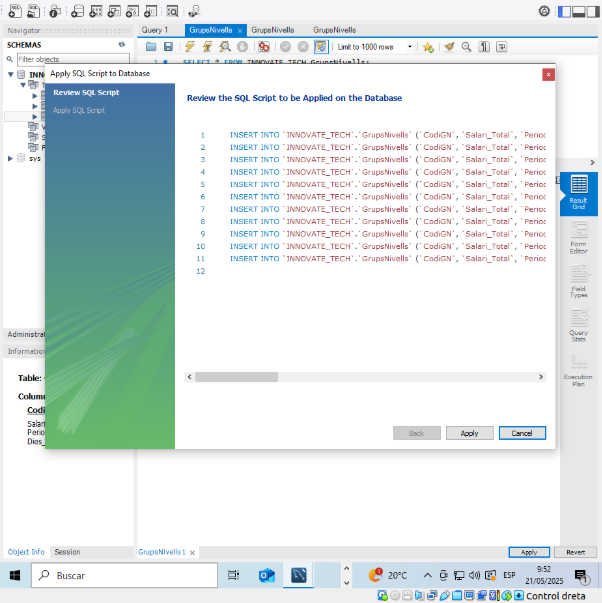 Navigator
Query 1
GrupsNivells
GrupsNivells
GrupsNivells
SCHEMAS
Filter objects
Limit to 1000 rows
SELECT * FROM INNOVATE_TECH.GrupsNivells;
sys
Apply SQL Script to Database
Review SQL Script
Apply SQL Script
Review the SQL Script to be Applied on the Database
1 INSERT INTO `INNOVATE_TECH`.`GrupsNivells` (`CodiGN`, `Salari_Total`, `Period
2 INSERT INTO `INNOVATE_TECH`.`GrupsNivells` (`CodiGN`, `Salari_Total`, `Period
3 INSERT INTO `INNOVATE_TECH`.`GrupsNivells` (`CodiGN`, `Salari_Total`, `Period
4 INSERT INTO `INNOVATE_TECH`.`GrupsNivells` (`CodiGN`, `Salari_Total`, `Period
5 INSERT INTO `INNOVATE_TECH`.`GrupsNivells` (`CodiGN`, `Salari_Total`, `Period
6 INSERT INTO `INNOVATE_TECH`.`GrupsNivells` (`CodiGN`, `Salari_Total`, `Period
7 INSERT INTO `INNOVATE_TECH`.`GrupsNivells` (`CodiGN`, `Salari_Total`, `Period
8 INSERT INTO `INNOVATE_TECH`.`GrupsNivells` (`CodiGN`, `Salari_Total`, `Period
9 INSERT INTO `INNOVATE_TECH`.`GrupsNivells` (`CodiGN`, `Salari_Total`, `Period
10 INSERT INTO `INNOVATE_TECH`.`GrupsNivells` (`CodiGN`, `Salari_Total`, `Period
11 INSERT INTO `INNOVATE_TECH`.`GrupsNivells` (`CodiGN`, `Salari_Total`, `Period
12
Back
Apply
Cancel
Result
Grid
Form
Editor
Field
Types
Query
Stats
Execution
Plan
Administrat
Information
Table:
Column
Codi
Salari
Period
Dies_
Object Info
Session
GrupsNivells 1
Apply
Revert
Buscar
20°C
ESP
9:52
21/05/2025
Control dreta